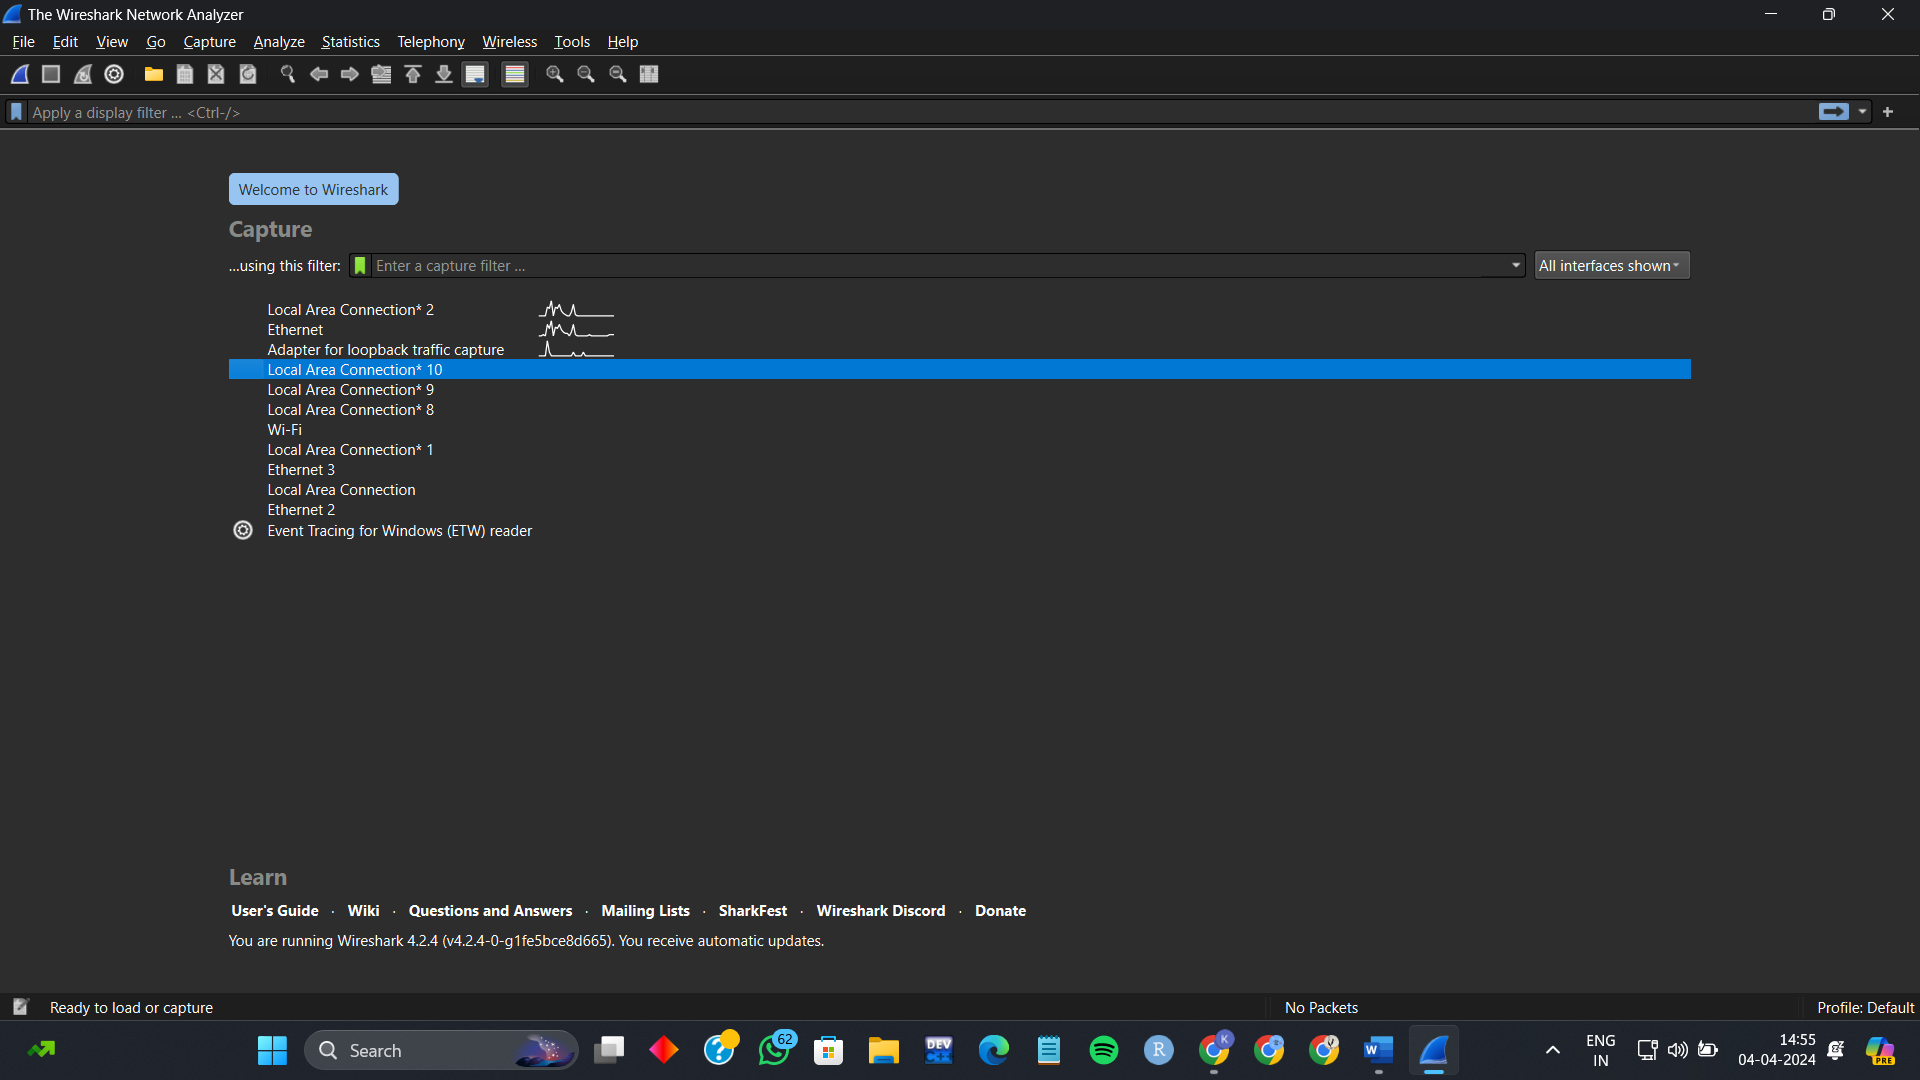 The Wireshark Network Analyzer
File Edit View Go Capture Analyze Statistics Telephony Wireless Tools Help
Apply a display filter ... <Ctrl-/>
Welcome to Wireshark
Capture
...using this filter: Enter a capture filter ... All interfaces shown
Local Area Connection* 2
Ethernet
Adapter for loopback traffic capture
Local Area Connection* 10
Local Area Connection* 9
Local Area Connection* 8
Wi-Fi
Local Area Connection* 1
Ethernet 3
Local Area Connection
Ethernet 2
Event Tracing for Windows (ETW) reader
Learn
User's Guide · Wiki · Questions and Answers · Mailing Lists · SharkFest · Wireshark Discord · Donate
You are running Wireshark 4.2.4 (v4.2.4-0-g1fe5bce8d665). You receive automatic updates.
Ready to load or capture No Packets Profile: Default
Search
62
DEV
C++
R
K
W
ENG
IN
14:55
04-04-2024
PRE